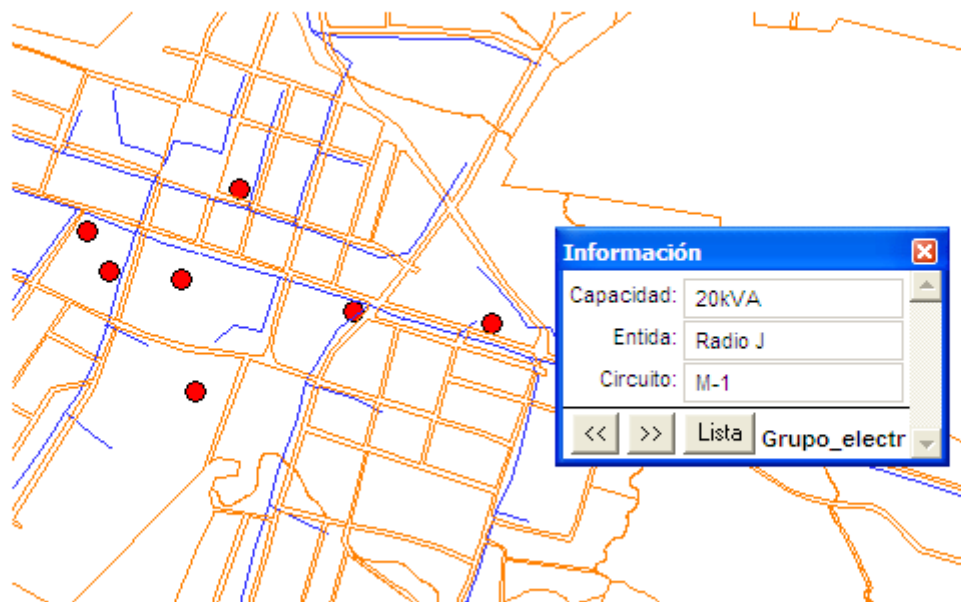 Información
Capacidad: 20kVA
Entida: Radio J
Circuito: M-1
<< >> Lista Grupo_electr